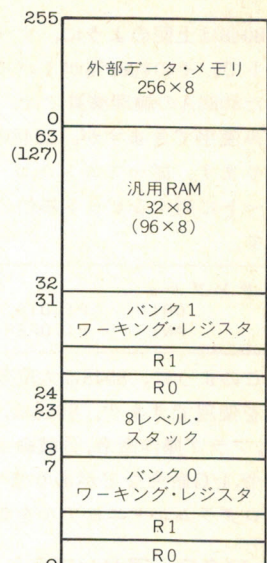 255
外部データ・メモリ
256×8
0
63
(127)
汎用RAM
32×8
(96×8)
32
31
バンク1
ワーキング・レジスタ
R1
R0
24
23
8レベル・
スタック
8
7
バンク0
ワーキング・レジスタ
R1
R0
0